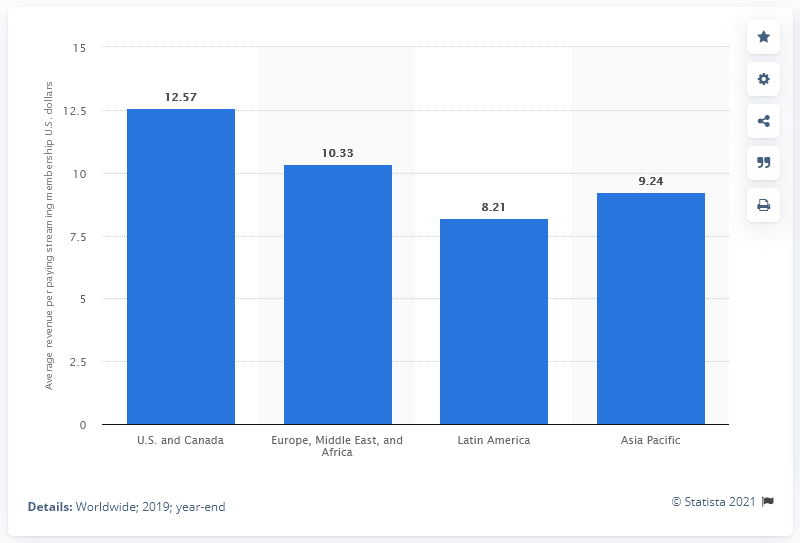 Average revenue per paying streaming membership U.S. dollars
15
12.5
10
7.5
5
2.5
0
12.57
10.33
8.21
9.24
U.S. and Canada
Europe, Middle East, and
Africa
Latin America
Asia Pacific
Details: Worldwide; 2019; year-end
© Statista 2021